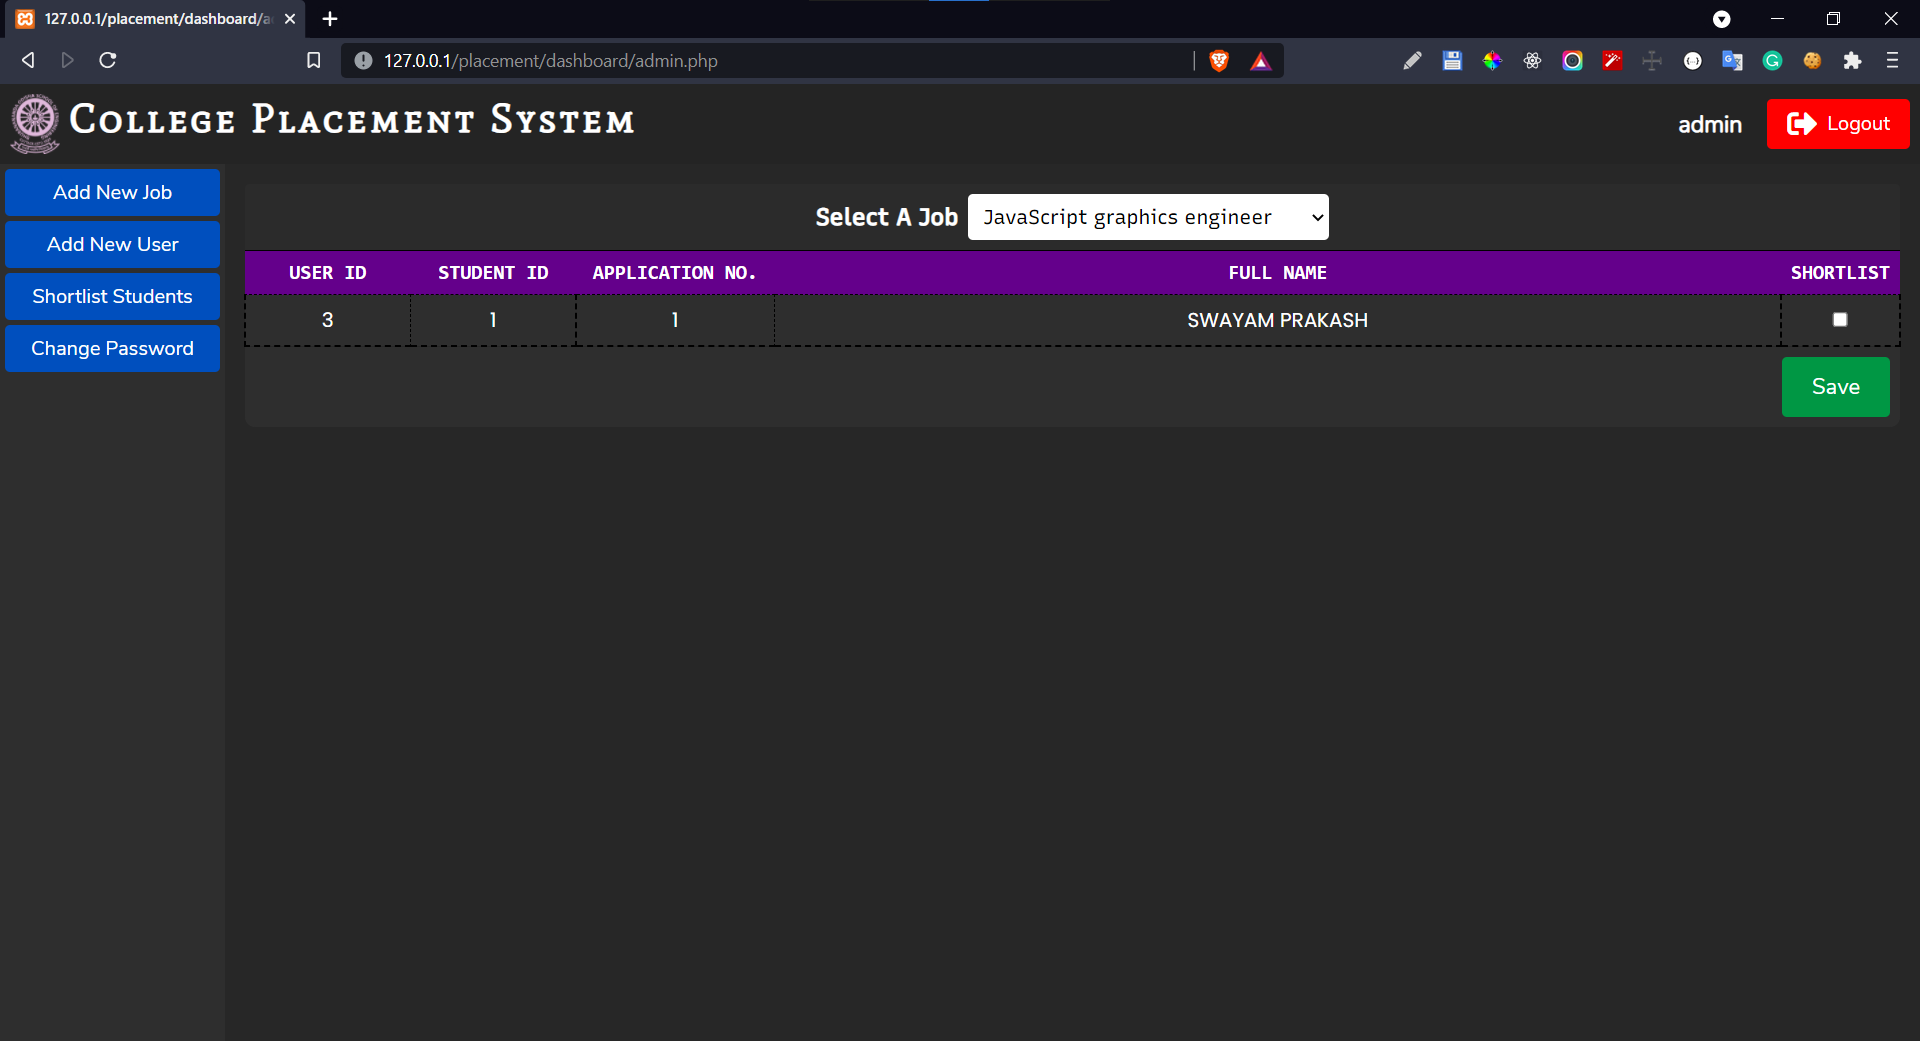 127.0.0.1/placement/dashboard/a
127.0.0.1/placement/dashboard/admin.php
College Placement System
admin
Logout
Add New Job
Add New User
Shortlist Students
Change Password
Select A Job
JavaScript graphics engineer
USER ID STUDENT ID APPLICATION NO. FULL NAME SHORTLIST
3 1 1 SWAYAM PRAKASH
Save